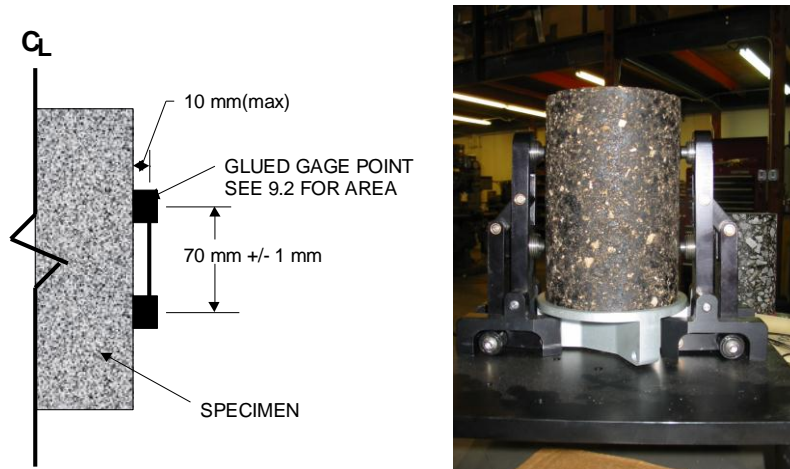 CL
10 mm(max)
GLUED GAGE POINT
SEE 9.2 FOR AREA
70 mm +/- 1 mm
SPECIMEN